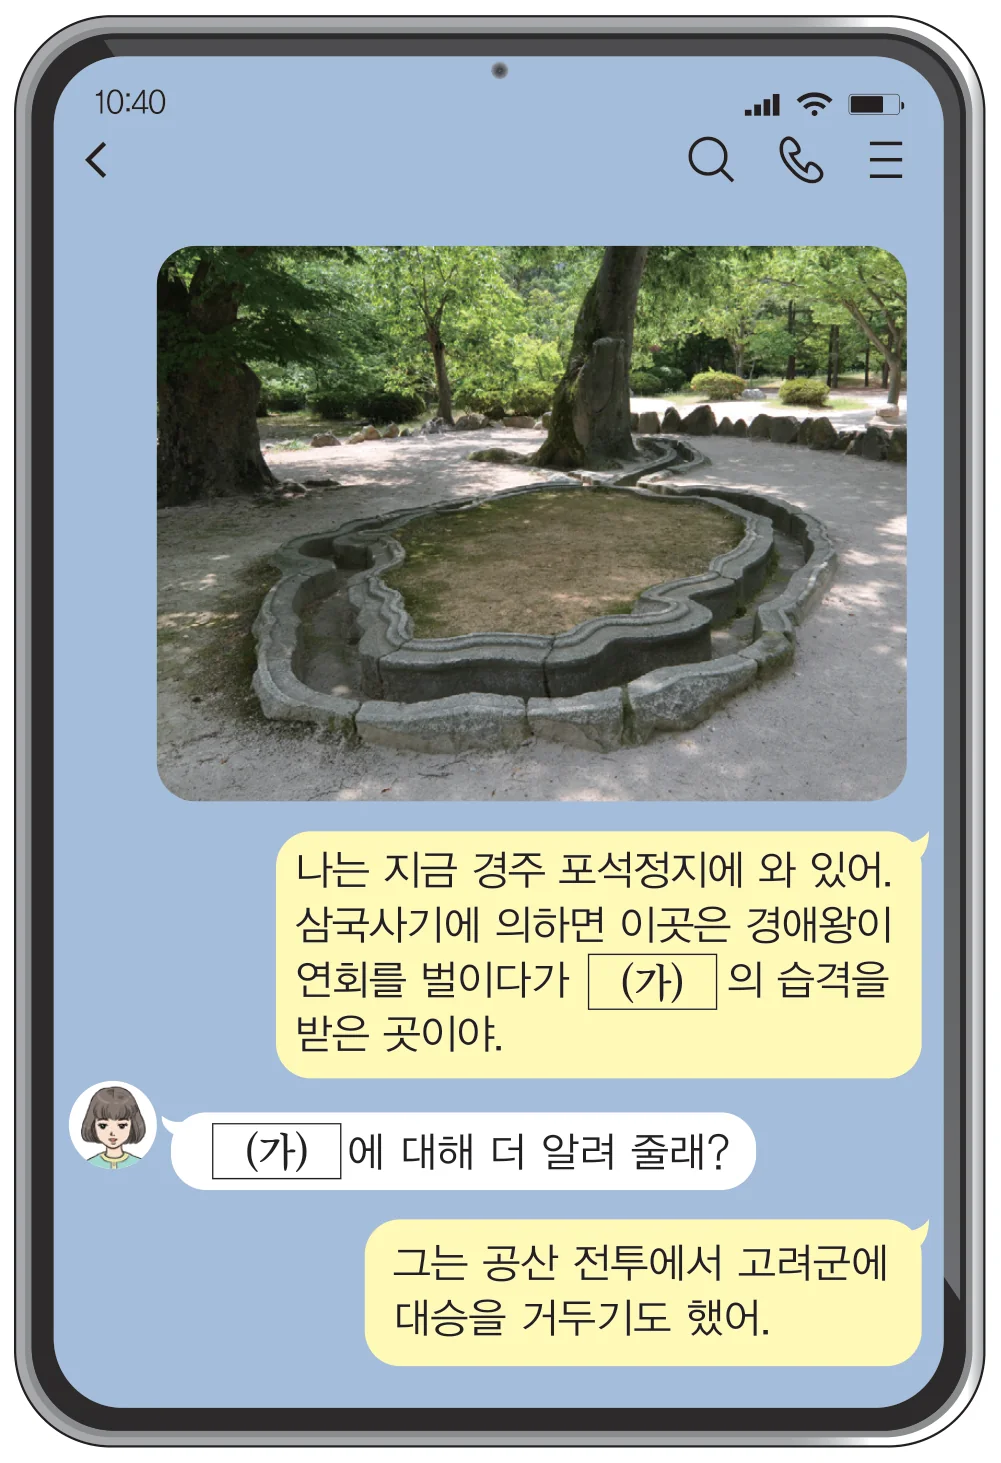 10:40
나는 지금 경주 포석정지에 와 있어.
삼국사기에 의하면 이곳은 경애왕이
연회를 벌이다가 (가) 의 습격을
받은 곳이야.
(가) 에 대해 더 알려 줄래?
그는 공산 전투에서 고려군에
대승을 거두기도 했어.